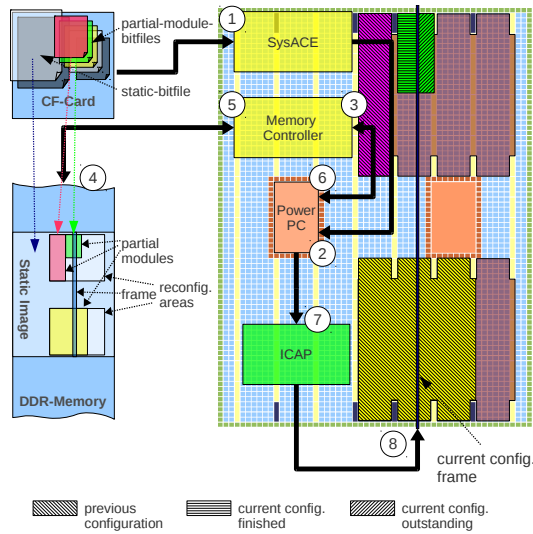 partial-module-
bitfiles
static-bitfile
CF-Card
1
SysACE
5
3
Memory
Controller
4
6
Power
PC
2
partial
modules
frame
reconfig.
areas
Static Image
DDR-Memory
7
ICAP
8
current config.
frame
previous
configuration
current config.
finished
current config.
outstanding